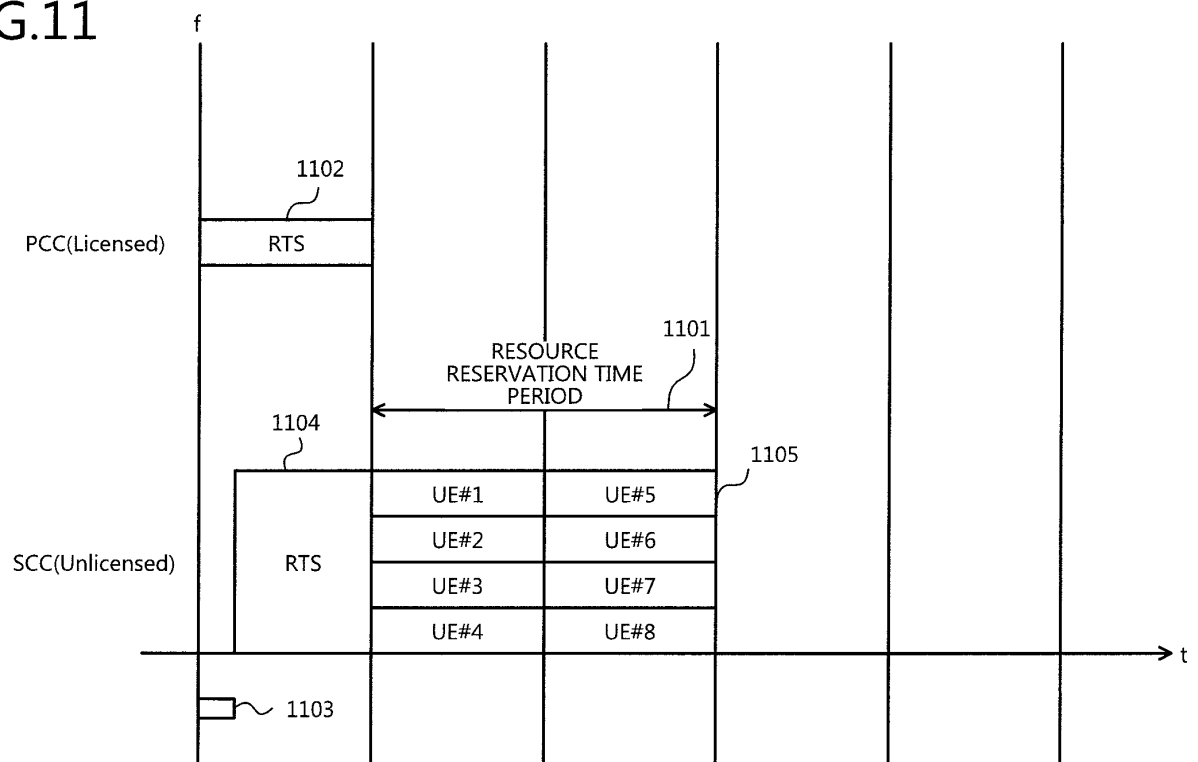 G.11
f
1102
PCC(Licensed)
RTS
1101
RESOURCE
RESERVATION TIME
PERIOD
1104
1105
UE#1
UE#5
UE#2
UE#6
SCC(Unlicensed)
RTS
UE#3
UE#7
UE#4
UE#8
t
1103